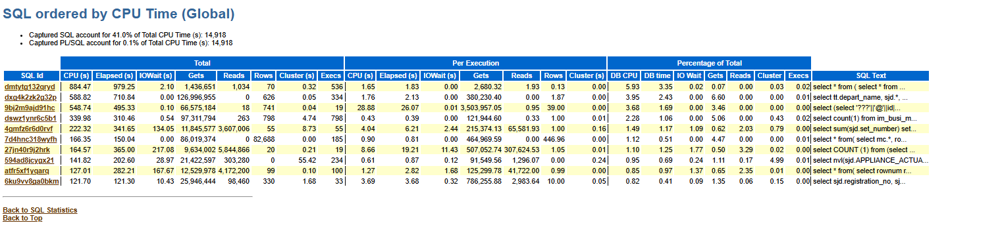 SQL ordered by CPU Time (Global)
Captured SQL account for 41.0% of Total CPU Time (s): 14,918
Captured PL/SQL account for 0.1% of Total CPU Time (s): 14,918
Total Per Execution Percentage of Total
SQL Id CPU (s) Elapsed (s) IOWait (s) Gets Reads Rows Cluster (s) Execs CPU (s) Elapsed (s) IOWait (s) Gets Reads Rows Cluster (s) DB CPU DB time IO Wait Gets Reads Cluster Execs SQL Text
dmtytg132qryd 884.47 979.25 2.10 1,436,651 1,034 70 0.32 536 1.65 1.83 0.00 2,680.32 1.93 0.13 0.00 5.93 3.35 0.02 0.07 0.00 0.03 0.02 select * from ( select * from ...
dxq4k2zk2g32p 588.82 710.84 0.00 126,996,955 0 626 0.05 334 1.76 2.13 0.00 380,230.40 0.00 1.87 0.00 3.95 2.43 0.00 6.60 0.00 0.00 0.01 select tt.depart_name, sjd.*, ...
9bj2m9ajd91hc 548.74 495.33 0.10 66,575,184 18 741 0.04 19 28.88 26.07 0.01 3,503,957.05 0.95 39.00 0.00 3.68 1.69 0.00 3.46 0.00 0.00 0.00 select (select '???'||'@'||id|...
dswz1ynr6c5b1 339.98 310.46 0.54 97,311,794 263 798 4.74 798 0.43 0.39 0.00 121,944.60 0.33 1.00 0.01 2.28 1.06 0.00 5.06 0.00 0.43 0.02 select count(1) from im_busi_m...
4gmfz6r6d0rvf 222.32 341.65 134.05 11,845,577 3,607,006 55 8.73 55 4.04 6.21 2.44 215,374.13 65,581.93 1.00 0.16 1.49 1.17 1.09 0.62 2.03 0.79 0.00 select sum(sjd.set_number) set...
7d4hnc318wyfh 166.35 150.04 0.00 86,019,374 0 82,688 0.00 185 0.90 0.81 0.00 464,969.59 0.00 446.96 0.00 1.12 0.51 0.00 4.47 0.00 0.00 0.01 select * from( select mc.*, ro...
27jn40r9j2hrk 164.57 365.00 217.08 9,634,002 5,844,866 20 0.21 19 8.66 19.21 11.43 507,052.74 307,624.53 1.05 0.01 1.10 1.25 1.77 0.50 3.29 0.02 0.00 select COUNT (1) from (select ...
594ad8jcygx21 141.82 202.60 28.97 21,422,597 303,280 0 55.42 234 0.61 0.87 0.12 91,549.56 1,296.07 0.00 0.24 0.95 0.69 0.24 1.11 0.17 4.99 0.01 select nvl(sjd.APPLIANCE_ACTUA...
atfr5xf1yqarq 127.01 282.21 167.67 12,529,978 4,172,200 99 0.10 100 1.27 2.82 1.68 125,299.78 41,722.00 0.99 0.00 0.85 0.97 1.37 0.65 2.35 0.01 0.00 select * from( select rownum r...
6ku9vv8ga0bkm 121.70 121.30 10.43 25,946,444 98,460 330 1.68 33 3.69 3.68 0.32 786,255.88 2,983.64 10.00 0.05 0.82 0.41 0.09 1.35 0.06 0.15 0.00 select sjd.registration_no, sj...
Back to SQL Statistics
Back to Top